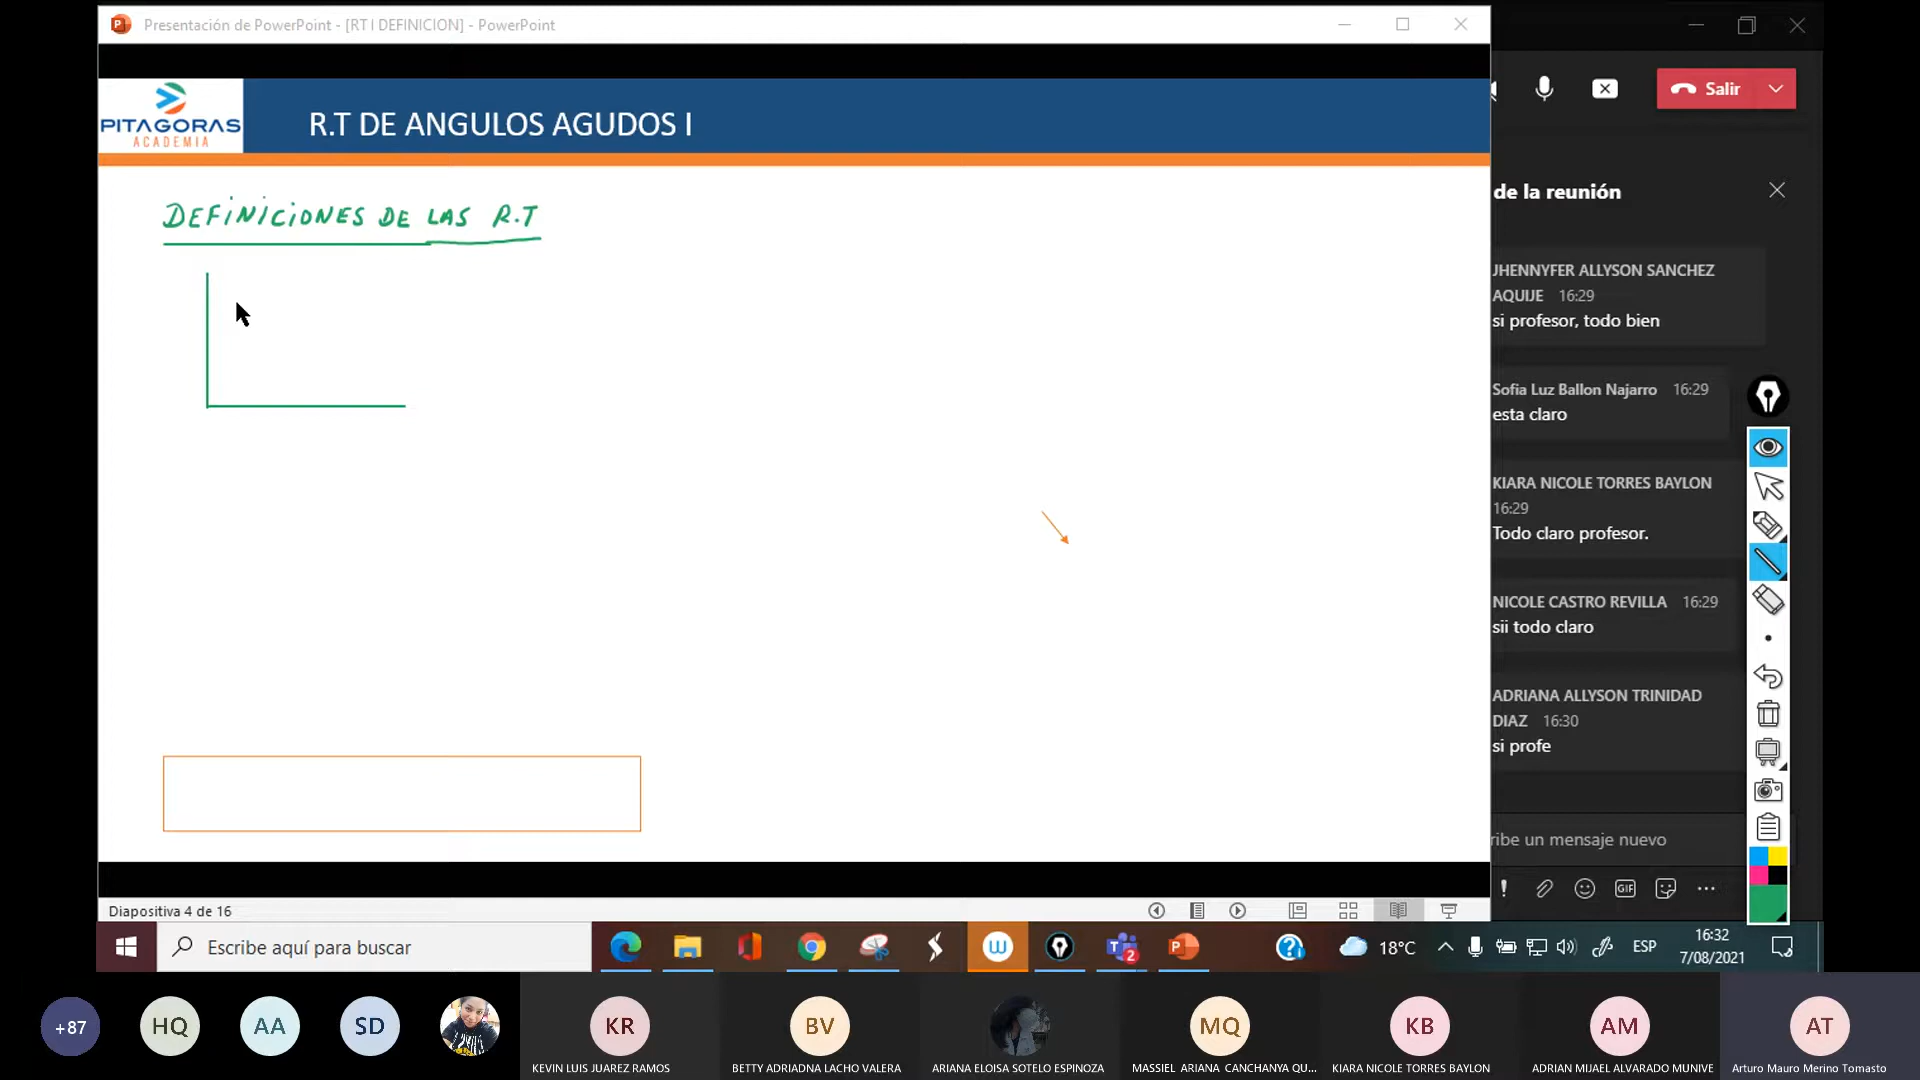 Presentación de PowerPoint - [RT I DEFINICION] - PowerPoint
PITAGORAS
ACADEMIA
R.T DE ANGULOS AGUDOS I
DEFINICIONES DE LAS R.T
Diapositiva 4 de 16
Salir
de la reunión
JHENNYFER ALLYSON SANCHEZ
AQUIJE 16:29
si profesor, todo bien
Sofia Luz Ballon Najarro 16:29
esta claro
KIARA NICOLE TORRES BAYLON
16:29
Todo claro profesor.
NICOLE CASTRO REVILLA 16:29
sii todo claro
ADRIANA ALLYSON TRINIDAD
DIAZ 16:30
si profe
ribe un mensaje nuevo
GIF
Escribe aquí para buscar
W
2
P
18°C
ESP
16:32
7/08/2021
+87
HQ
AA
SD
KR
BV
MQ
KB
AM
AT
KEVIN LUIS JUAREZ RAMOS
BETTY ADRIADNA LACHO VALERA
ARIANA ELOISA SOTELO ESPINOZA
MASSIEL ARIANA CANCHANYA QU...
KIARA NICOLE TORRES BAYLON
ADRIAN MIJAEL ALVARADO MUNIVE
Arturo Mauro Merino Tomasto